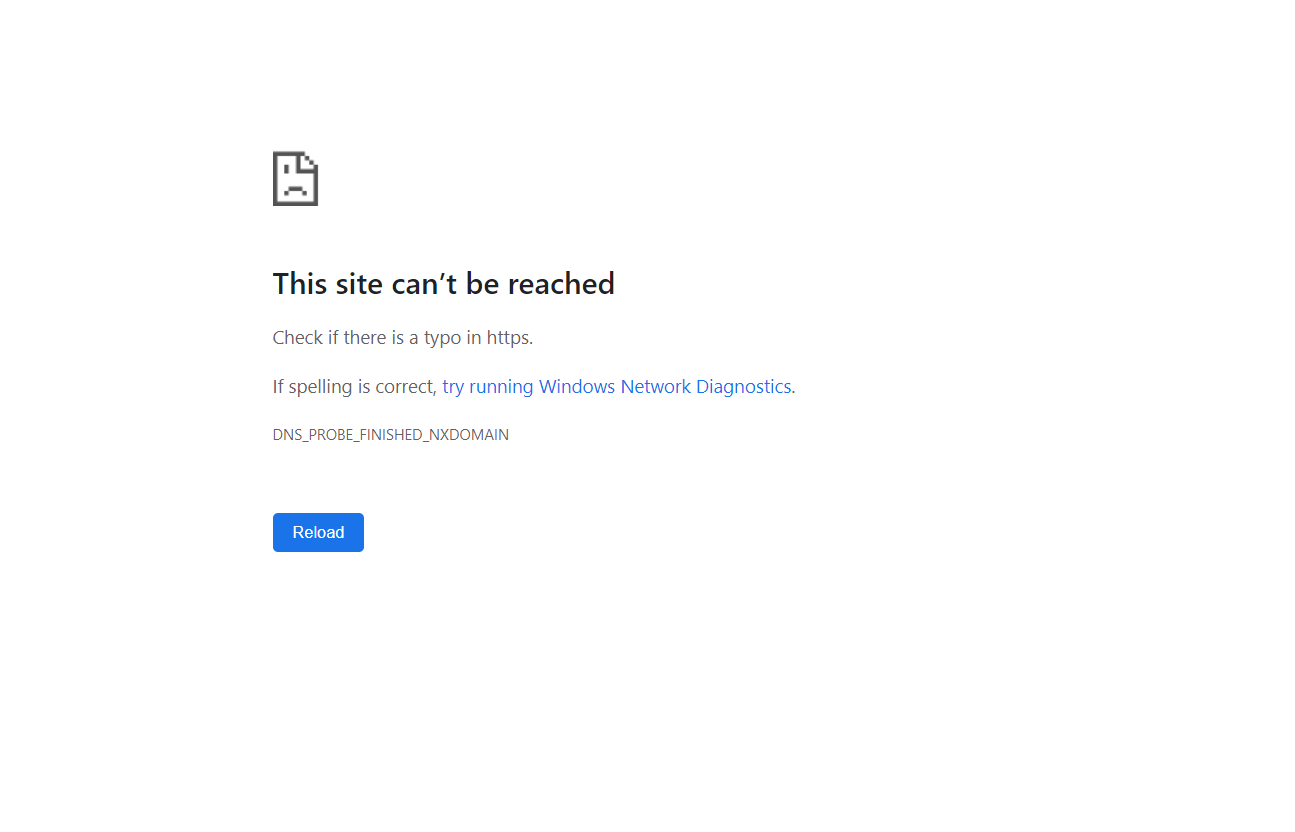 This site can’t be reached
Check if there is a typo in https.
If spelling is correct, try running Windows Network Diagnostics.
DNS_PROBE_FINISHED_NXDOMAIN
Reload